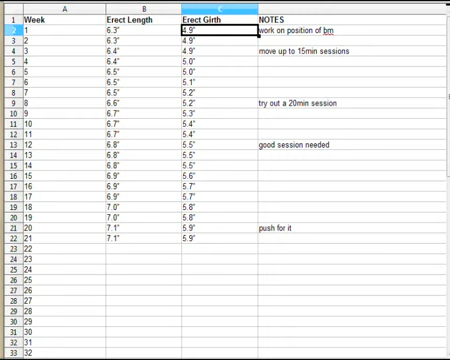 A B C
1 Week Erect Length Erect Girth NOTES
2 1 6.3" 4.9" work on position of bm
3 2 6.3" 4.9"
4 3 6.4" 4.9" move up to 15min sessions
5 4 6.4" 5.0"
6 5 6.5" 5.0"
7 6 6.5" 5.1"
8 7 6.5" 5.2"
9 8 6.6" 5.2" try out a 20min session
10 9 6.7" 5.3"
11 10 6.7" 5.4"
12 11 6.7" 5.4"
13 12 6.8" 5.5" good session needed
14 13 6.8" 5.5"
15 14 6.8" 5.5"
16 15 6.9" 5.6"
17 16 6.9" 5.7"
18 17 6.9" 5.7"
19 18 7.0" 5.8"
20 19 7.0" 5.8"
21 20 7.1" 5.9" push for it
22 21 7.1" 5.9"
23 22
24 23
25 24
26 25
27 26
28 27
29 28
30 29
31 30
32 31
33 32